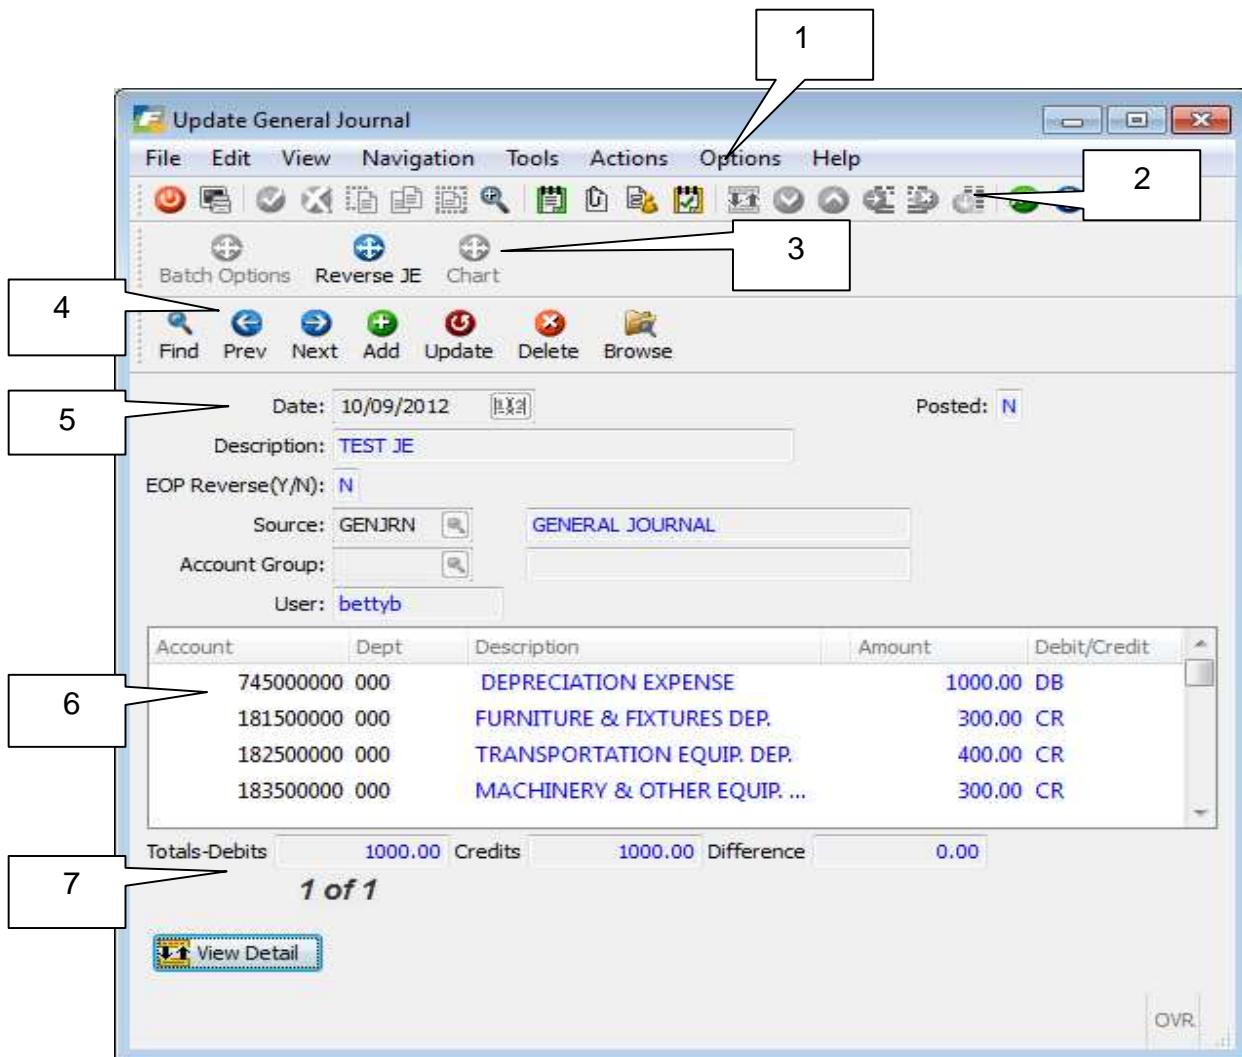 1
Update General Journal
File Edit View Navigation Tools Actions Options Help
2
Batch Options Reverse JE Chart
3
4
Find Prev Next Add Update Delete Browse
5
Date: 10/09/2012 Posted: N
Description: TEST JE
EOP Reverse(Y/N): N
Source: GENJRN GENERAL JOURNAL
Account Group:
User: bettyb
Account Dept Description Amount Debit/Credit
6
745000000 000 DEPRECIATION EXPENSE 1000.00 DB
181500000 000 FURNITURE & FIXTURES DEP. 300.00 CR
182500000 000 TRANSPORTATION EQUIP. DEP. 400.00 CR
183500000 000 MACHINERY & OTHER EQUIP. ... 300.00 CR
Totals-Debits 1000.00 Credits 1000.00 Difference 0.00
7
1 of 1
View Detail
OVR